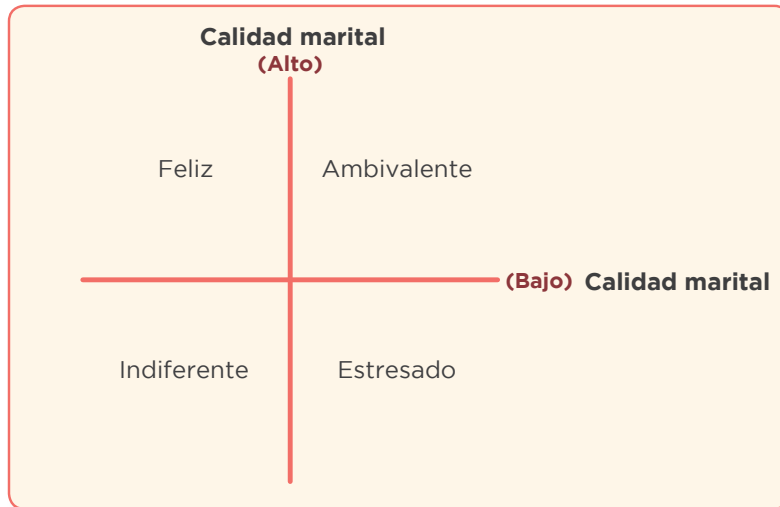 Calidad marital
(Alto)
Feliz
Ambivalente
(Bajo) Calidad marital
Indiferente
Estresado